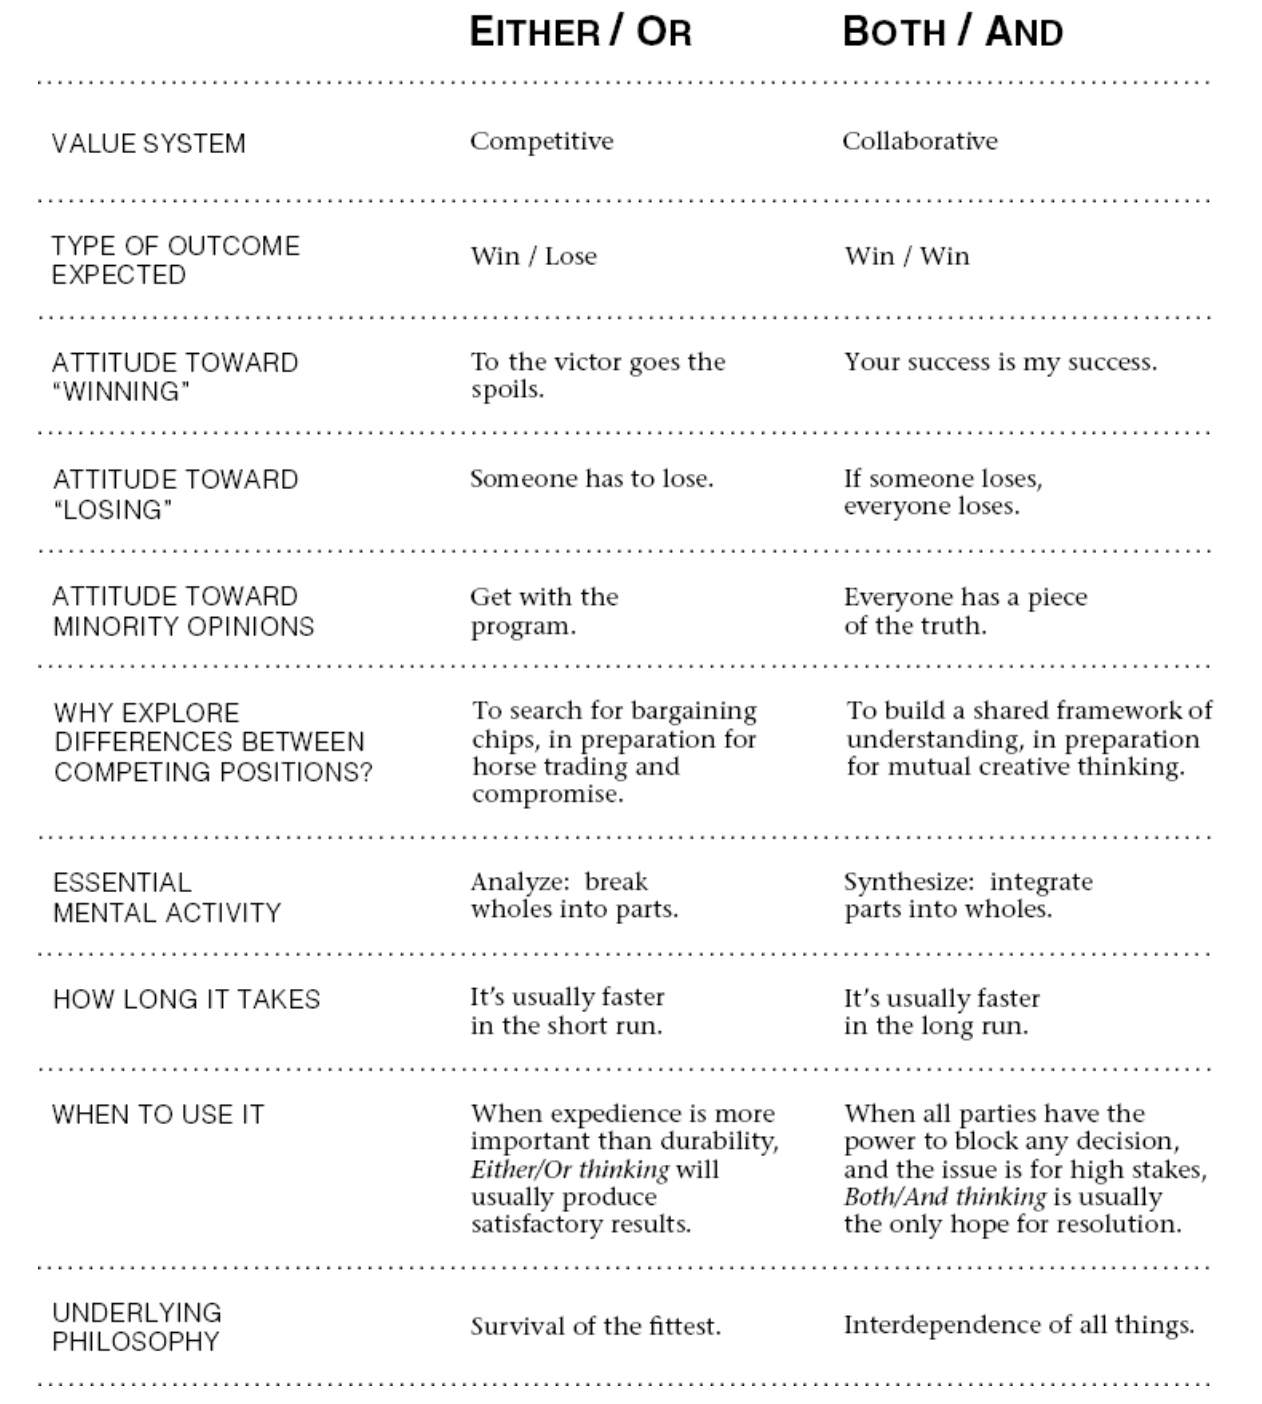 EITHER / OR BOTH / AND
VALUE SYSTEM
Competitive
Collaborative
TYPE OF OUTCOME
EXPECTED
Win / Lose
Win / Win
ATTITUDE TOWARD
“WINNING”
To the victor goes the
spoils.
Your success is my success.
ATTITUDE TOWARD
“LOSING”
Someone has to lose.
If someone loses,
everyone loses.
ATTITUDE TOWARD
MINORITY OPINIONS
Get with the
program.
Everyone has a piece
of the truth.
WHY EXPLORE
DIFFERENCES BETWEEN
COMPETING POSITIONS?
To search for bargaining
chips, in preparation for
horse trading and
compromise.
To build a shared framework of
understanding, in preparation
for mutual creative thinking.
ESSENTIAL
MENTAL ACTIVITY
Analyze: break
wholes into parts.
Synthesize: integrate
parts into wholes.
HOW LONG IT TAKES
It’s usually faster
in the short run.
It’s usually faster
in the long run.
WHEN TO USE IT
When expedience is more
important than durability,
Either/Or thinking will
usually produce
satisfactory results.
When all parties have the
power to block any decision,
and the issue is for high stakes,
Both/And thinking is usually
the only hope for resolution.
UNDERLYING
PHILOSOPHY
Survival of the fittest.
Interdependence of all things.